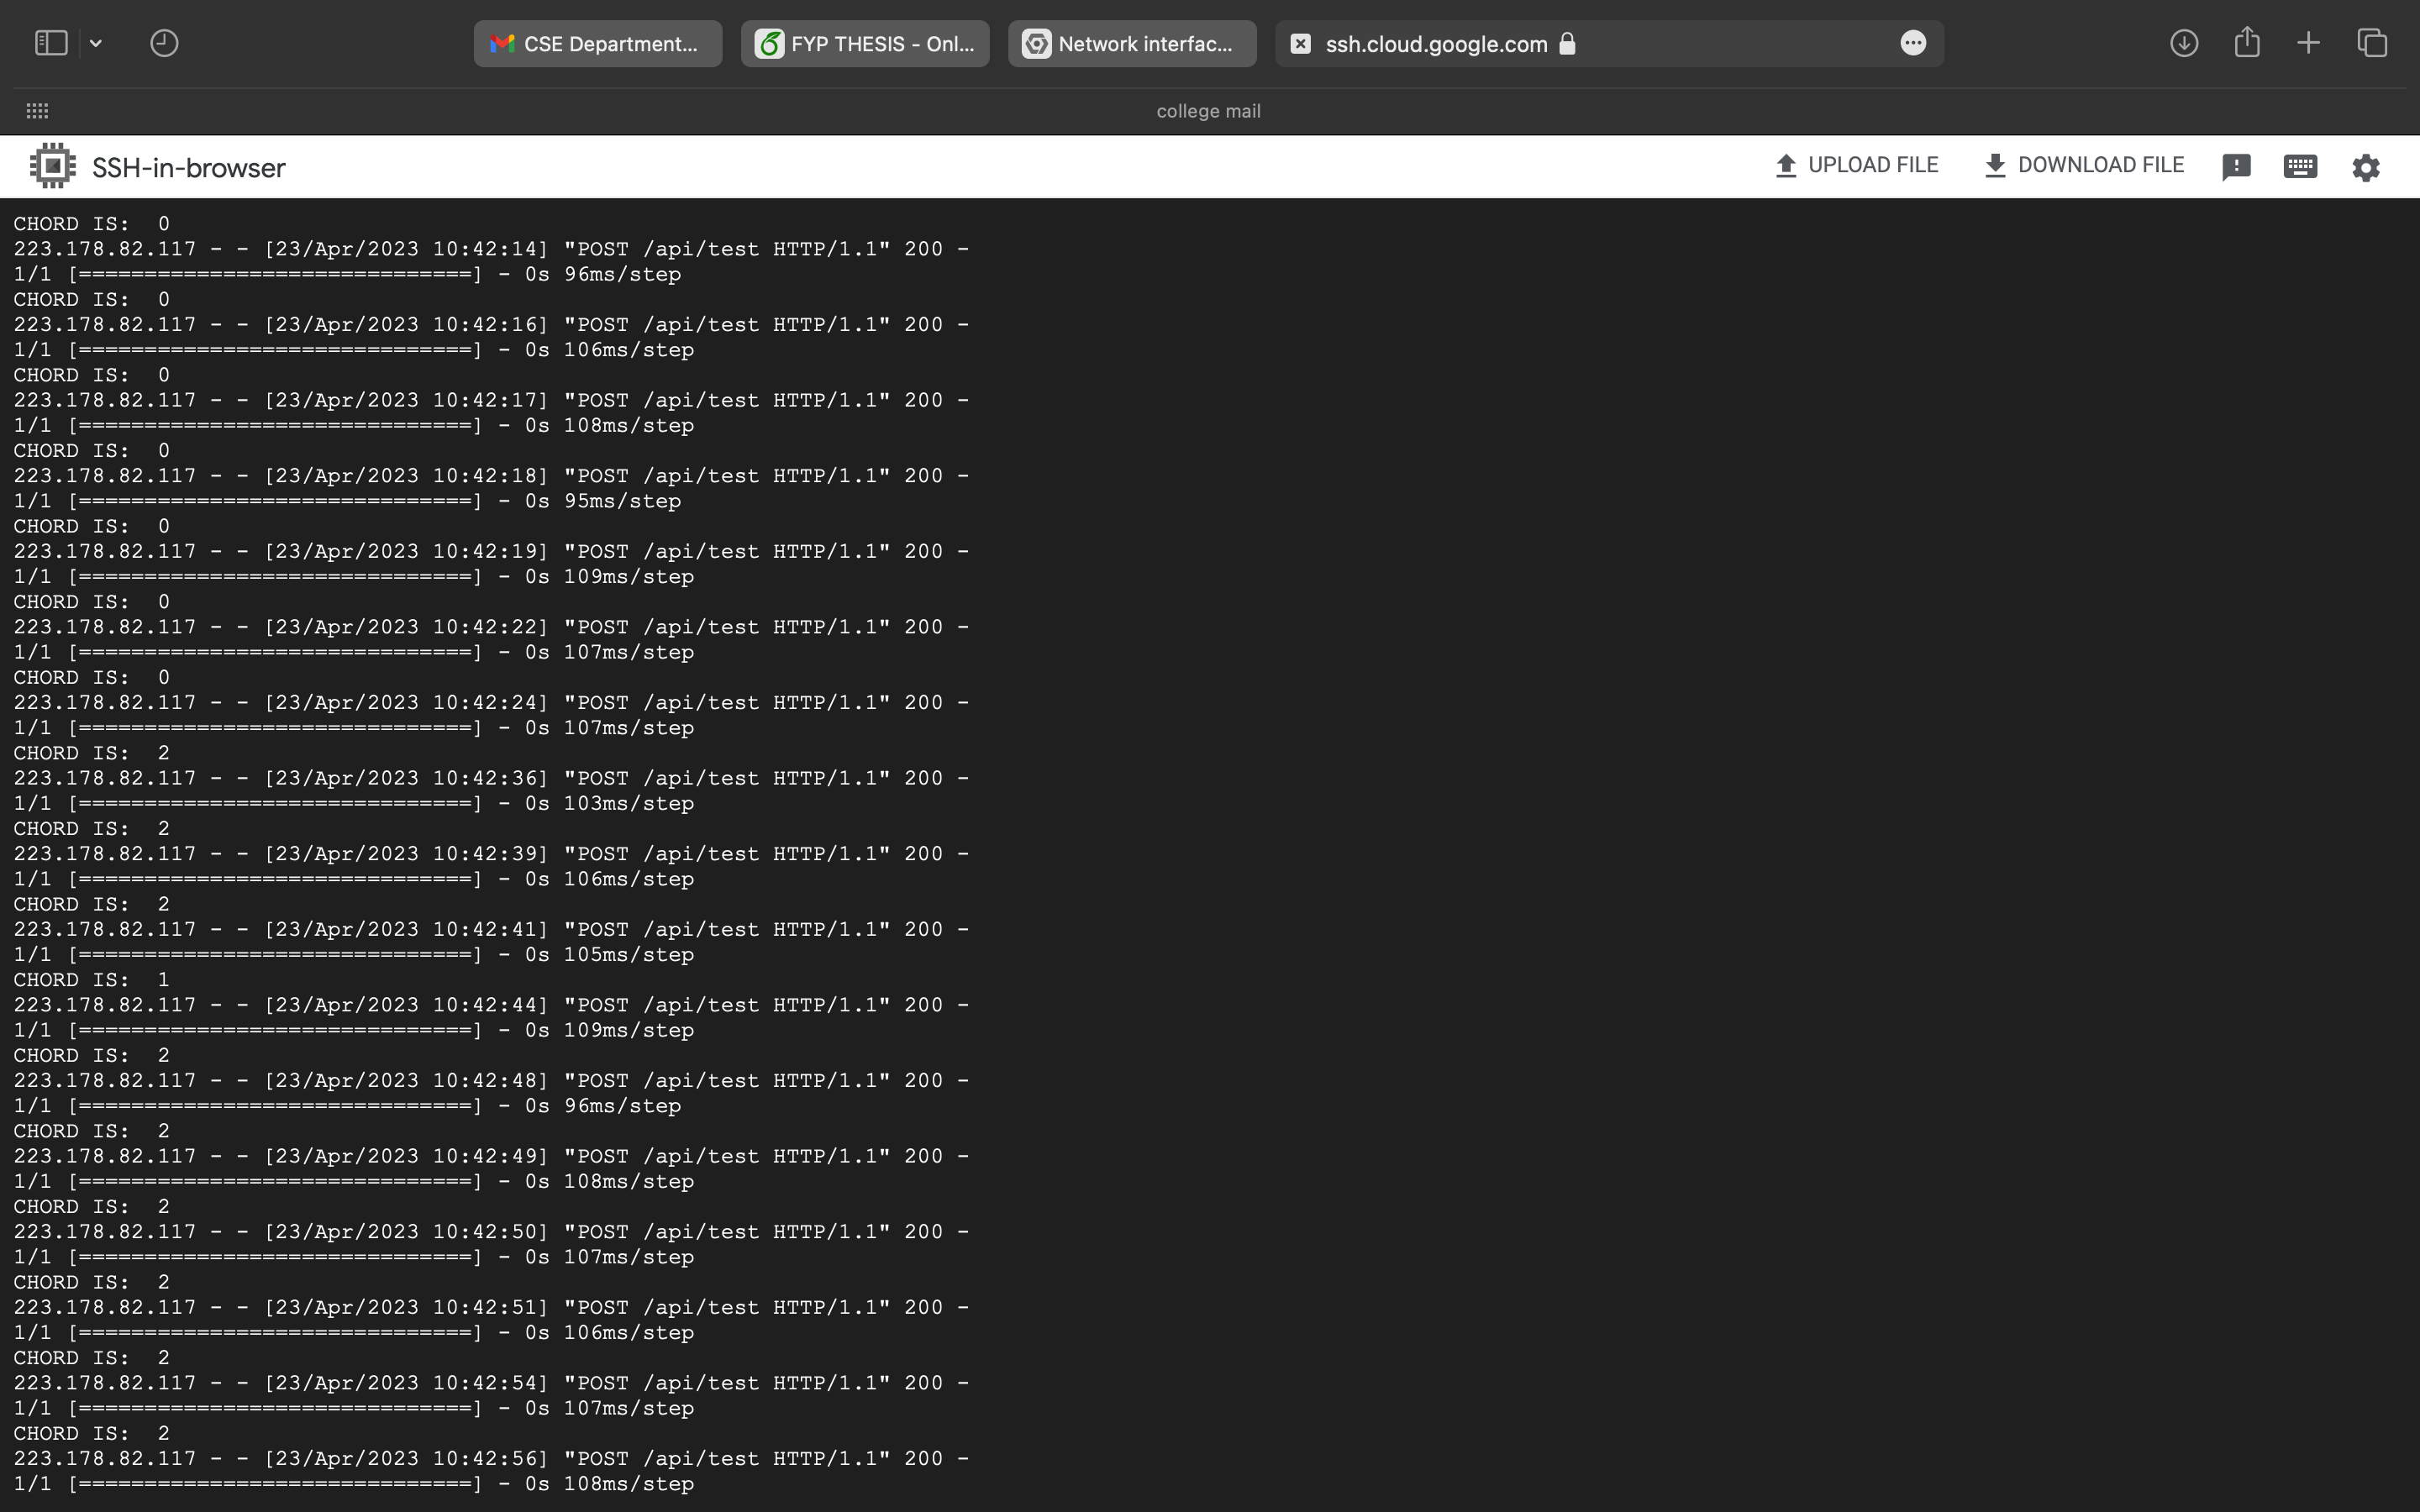 CSE Department...
FYP THESIS - Onl...
Network interfac...
ssh.cloud.google.com
college mail
SSH-in-browser
UPLOAD FILE
DOWNLOAD FILE
CHORD IS:  0
223.178.82.117 - - [23/Apr/2023 10:42:14] "POST /api/test HTTP/1.1" 200 -
1/1 [==============================] - 0s 96ms/step
CHORD IS:  0
223.178.82.117 - - [23/Apr/2023 10:42:16] "POST /api/test HTTP/1.1" 200 -
1/1 [==============================] - 0s 106ms/step
CHORD IS:  0
223.178.82.117 - - [23/Apr/2023 10:42:17] "POST /api/test HTTP/1.1" 200 -
1/1 [==============================] - 0s 108ms/step
CHORD IS:  0
223.178.82.117 - - [23/Apr/2023 10:42:18] "POST /api/test HTTP/1.1" 200 -
1/1 [==============================] - 0s 95ms/step
CHORD IS:  0
223.178.82.117 - - [23/Apr/2023 10:42:19] "POST /api/test HTTP/1.1" 200 -
1/1 [==============================] - 0s 109ms/step
CHORD IS:  0
223.178.82.117 - - [23/Apr/2023 10:42:22] "POST /api/test HTTP/1.1" 200 -
1/1 [==============================] - 0s 107ms/step
CHORD IS:  0
223.178.82.117 - - [23/Apr/2023 10:42:24] "POST /api/test HTTP/1.1" 200 -
1/1 [==============================] - 0s 107ms/step
CHORD IS:  2
223.178.82.117 - - [23/Apr/2023 10:42:36] "POST /api/test HTTP/1.1" 200 -
1/1 [==============================] - 0s 103ms/step
CHORD IS:  2
223.178.82.117 - - [23/Apr/2023 10:42:39] "POST /api/test HTTP/1.1" 200 -
1/1 [==============================] - 0s 106ms/step
CHORD IS:  2
223.178.82.117 - - [23/Apr/2023 10:42:41] "POST /api/test HTTP/1.1" 200 -
1/1 [==============================] - 0s 105ms/step
CHORD IS:  1
223.178.82.117 - - [23/Apr/2023 10:42:44] "POST /api/test HTTP/1.1" 200 -
1/1 [==============================] - 0s 109ms/step
CHORD IS:  2
223.178.82.117 - - [23/Apr/2023 10:42:48] "POST /api/test HTTP/1.1" 200 -
1/1 [==============================] - 0s 96ms/step
CHORD IS:  2
223.178.82.117 - - [23/Apr/2023 10:42:49] "POST /api/test HTTP/1.1" 200 -
1/1 [==============================] - 0s 108ms/step
CHORD IS:  2
223.178.82.117 - - [23/Apr/2023 10:42:50] "POST /api/test HTTP/1.1" 200 -
1/1 [==============================] - 0s 107ms/step
CHORD IS:  2
223.178.82.117 - - [23/Apr/2023 10:42:51] "POST /api/test HTTP/1.1" 200 -
1/1 [==============================] - 0s 106ms/step
CHORD IS:  2
223.178.82.117 - - [23/Apr/2023 10:42:54] "POST /api/test HTTP/1.1" 200 -
1/1 [==============================] - 0s 107ms/step
CHORD IS:  2
223.178.82.117 - - [23/Apr/2023 10:42:56] "POST /api/test HTTP/1.1" 200 -
1/1 [==============================] - 0s 108ms/step